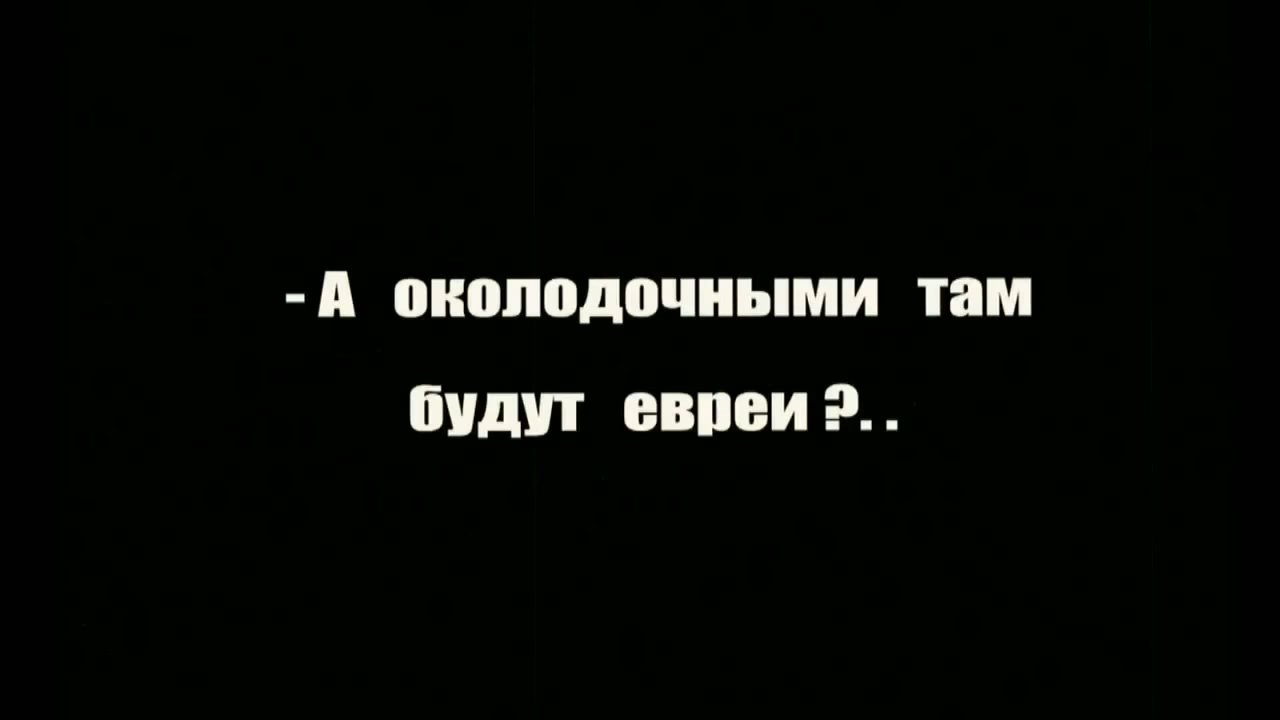 - А околодочными там
будут евреи ?. .